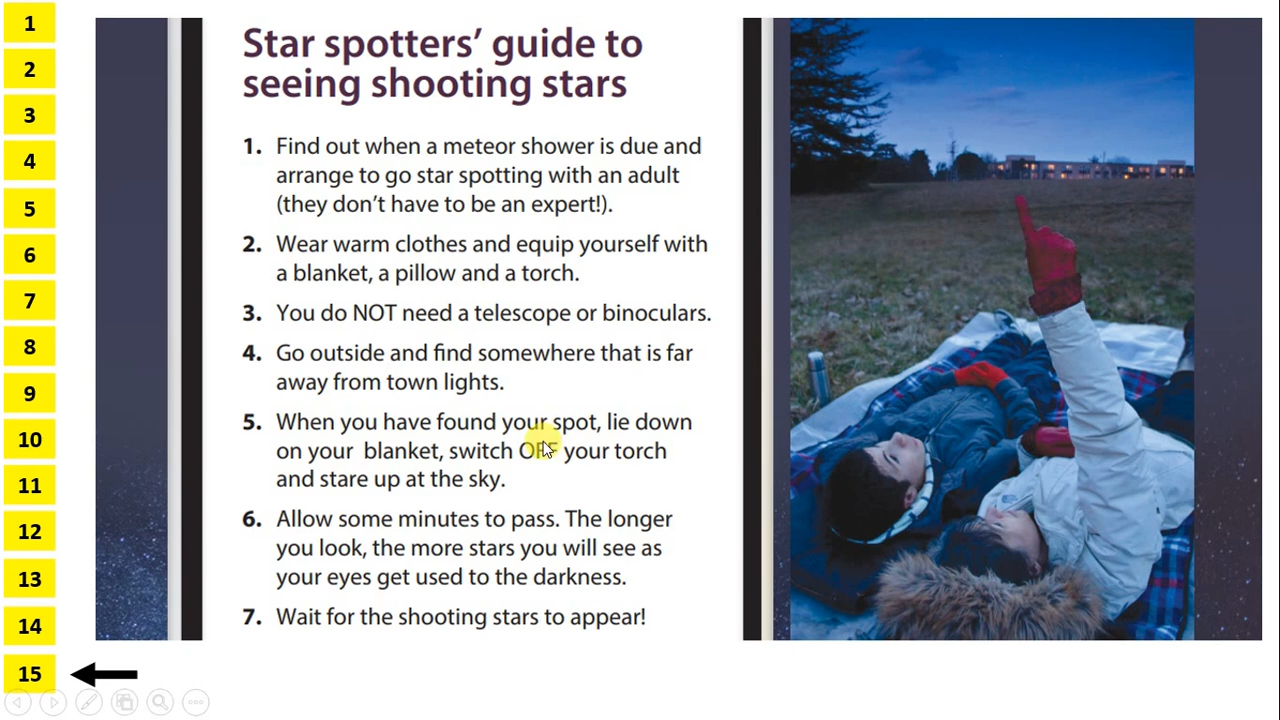 1
2
3
4
5
6
7
8
9
10
11
12
13
14
15
Star spotters’ guide to
seeing shooting stars
1. Find out when a meteor shower is due and
arrange to go star spotting with an adult
(they don’t have to be an expert!).
2. Wear warm clothes and equip yourself with
a blanket, a pillow and a torch.
3. You do NOT need a telescope or binoculars.
4. Go outside and find somewhere that is far
away from town lights.
5. When you have found your spot, lie down
on your blanket, switch OFF your torch
and stare up at the sky.
6. Allow some minutes to pass. The longer
you look, the more stars you will see as
your eyes get used to the darkness.
7. Wait for the shooting stars to appear!